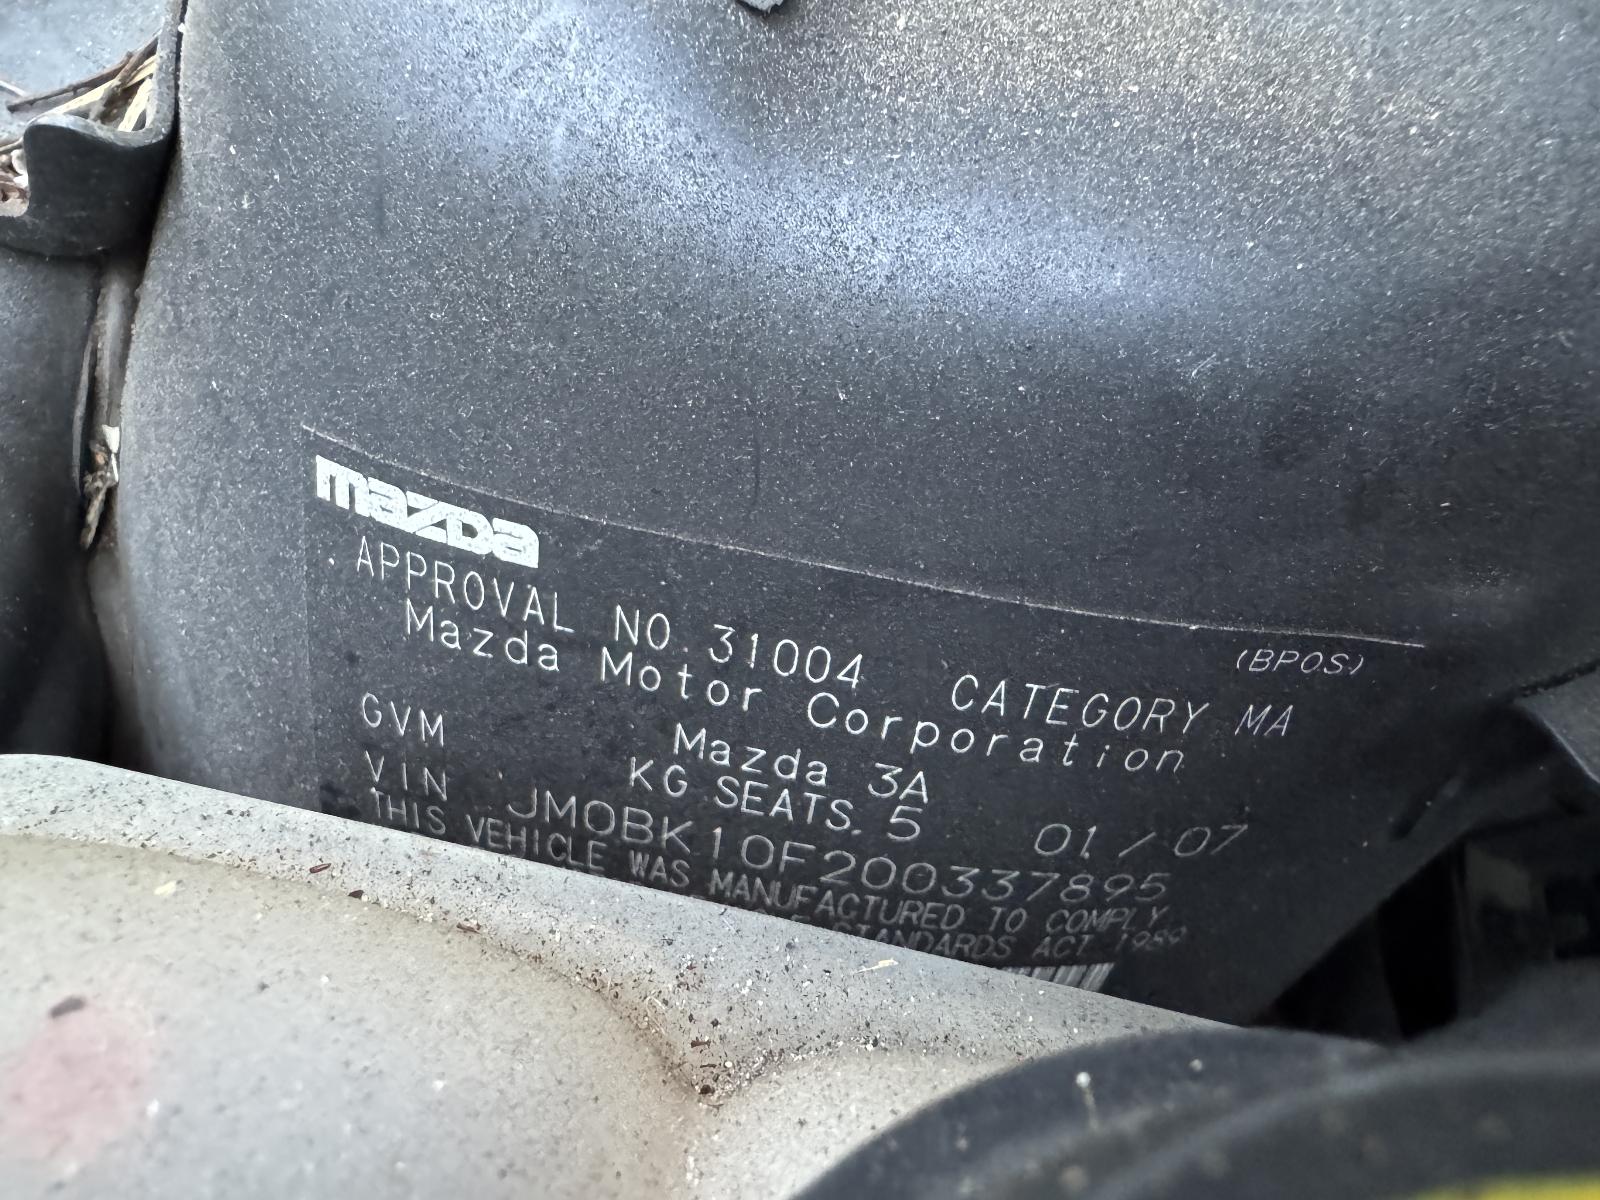 mazda
(BPOS)
APPROVAL NO. 31004 CATEGORY MA
Mazda Motor Corporation
Mazda 3A
GVM KG SEATS. 5 01 / 07
VIN JM0BK10F200337895
THIS VEHICLE WAS MANUFACTURED TO COMPLY
STANDARDS ACT 1989